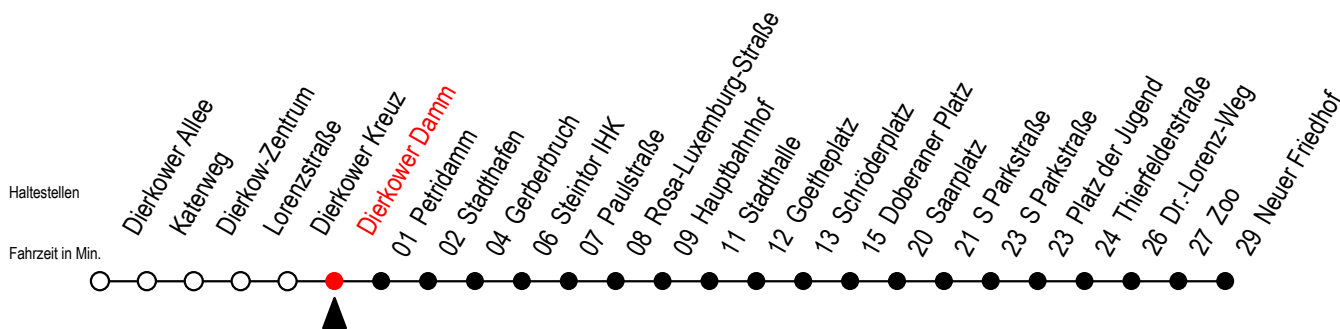 Haltestellen
Fahrzeit in Min.
Dierkower Allee
Katerweg
Dierkow-Zentrum
Lorenzstraße
Dierkower Kreuz
Dierkower Damm
01 Petridamm
02 Stadthafen
04 Gerberbruch
06 Steintor IHK
07 Paulstraße
08 Rosa-Luxemburg-Straße
09 Hauptbahnhof
11 Stadthalle
12 Goetheplatz
13 Schröderplatz
15 Doberaner Platz
20 Saarplatz
21 S Parkstraße
23 S Parkstraße
23 Platz der Jugend
24 Thierfelderstraße
26 Dr.-Lorenz-Weg
27 Zoo
29 Neuer Friedhof